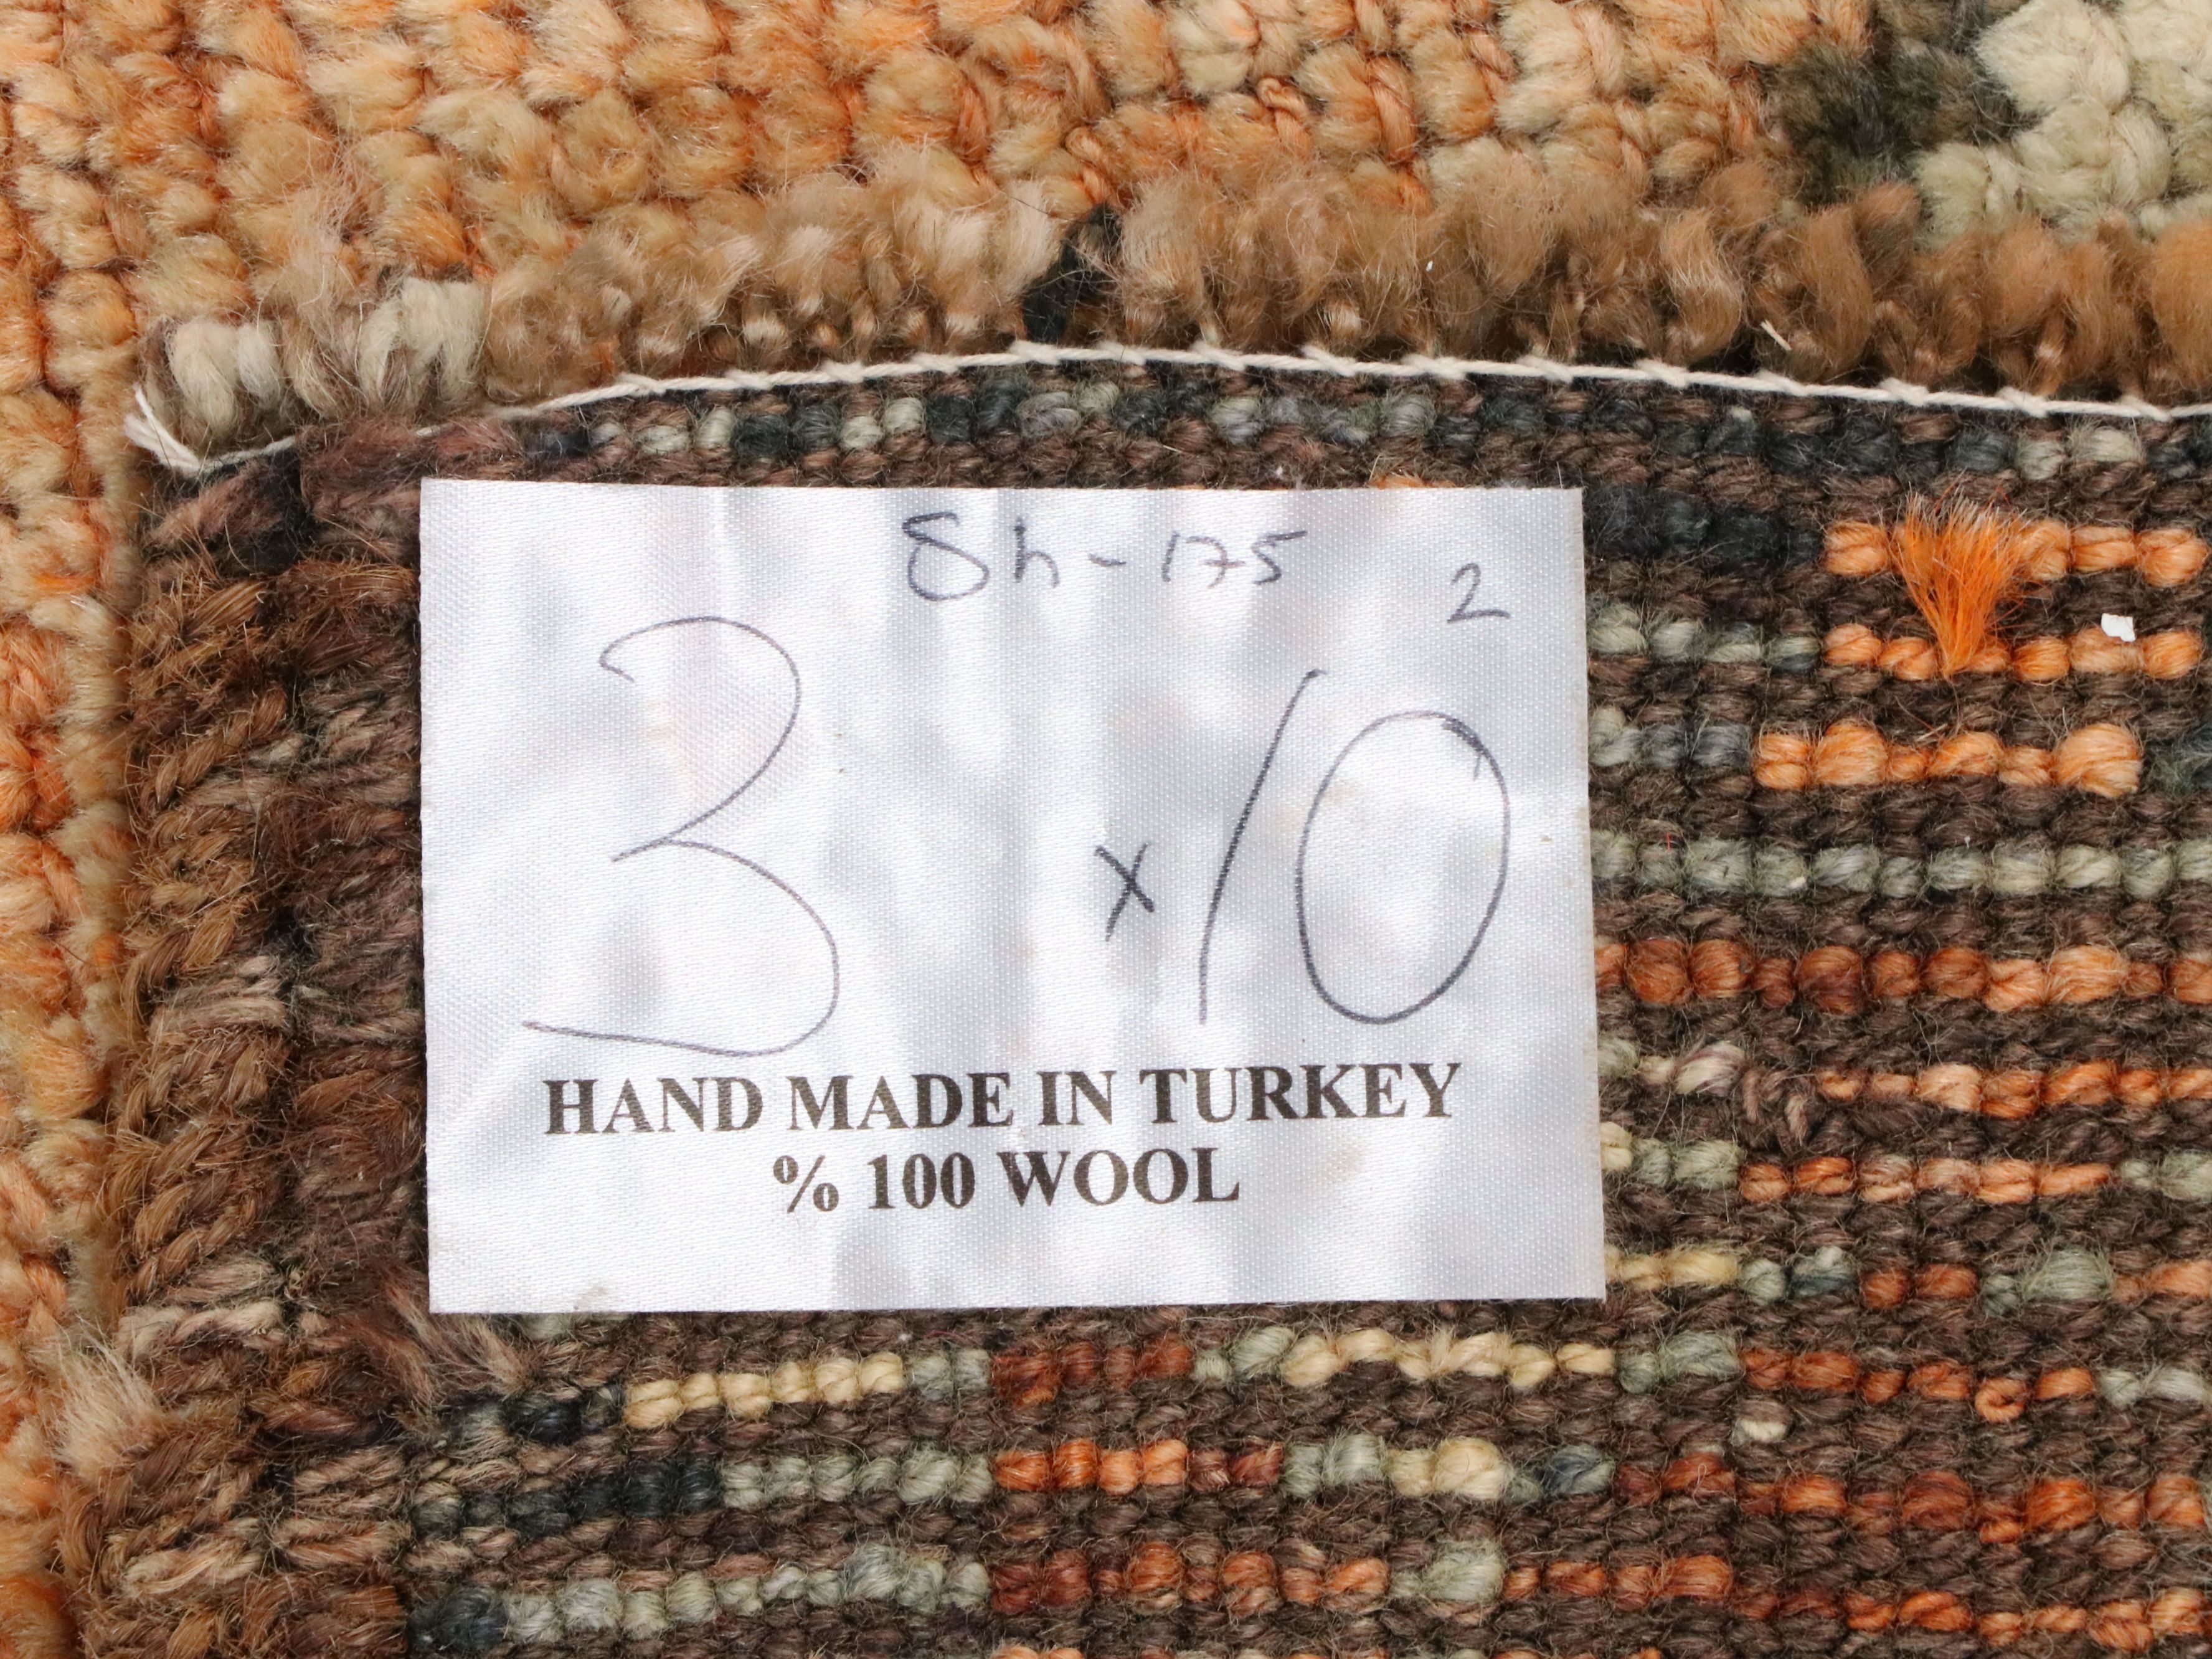 Sh-175
3 x 10 2
HAND MADE IN TURKEY
% 100 WOOL